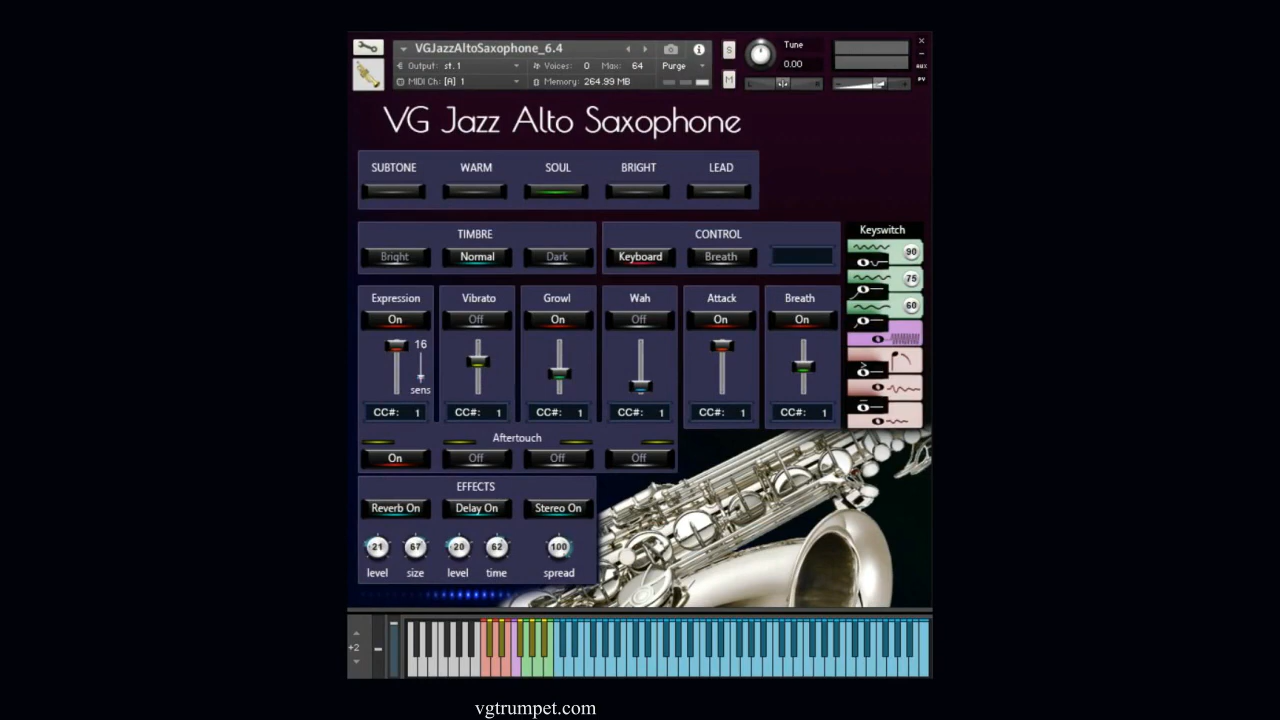 VGJazzAltoSaxophone_6.4
Output: st.1 Voices: 0 Max: 64 Purge
MIDI Ch: [A] 1 Memory: 264.99 MB
S
M
Tune
0.00
L R
- +
×
−
AUX
PV
VG Jazz Alto Saxophone
SUBTONE WARM SOUL BRIGHT LEAD
TIMBRE
Bright Normal Dark
CONTROL
Keyboard Breath
Keyswitch
90
75
60
Expression Vibrato Growl Wah Attack Breath
On Off On Off On On
16
sens
CC#: 1 CC#: 1 CC#: 1 CC#: 1 CC#: 1 CC#: 1
Aftertouch
On Off Off Off
EFFECTS
Reverb On Delay On Stereo On
21 67 20 62 100
level size level time spread
+2
vgtrumpet.com